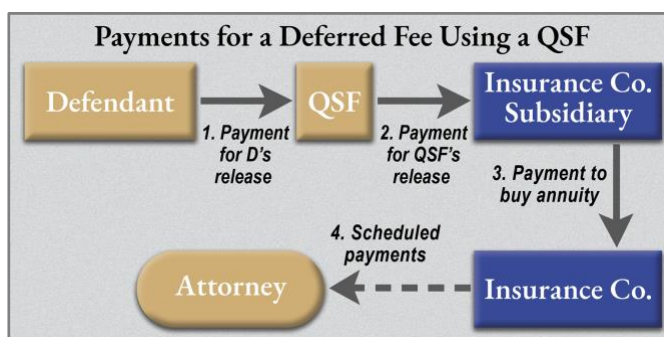 Payments for a Deferred Fee Using a QSF
Defendant
1. Payment
for D's
release
QSF
2. Payment
for QSF's
release
Insurance Co.
Subsidiary
3. Payment to
buy annuity
Insurance Co.
4. Scheduled
payments
Attorney